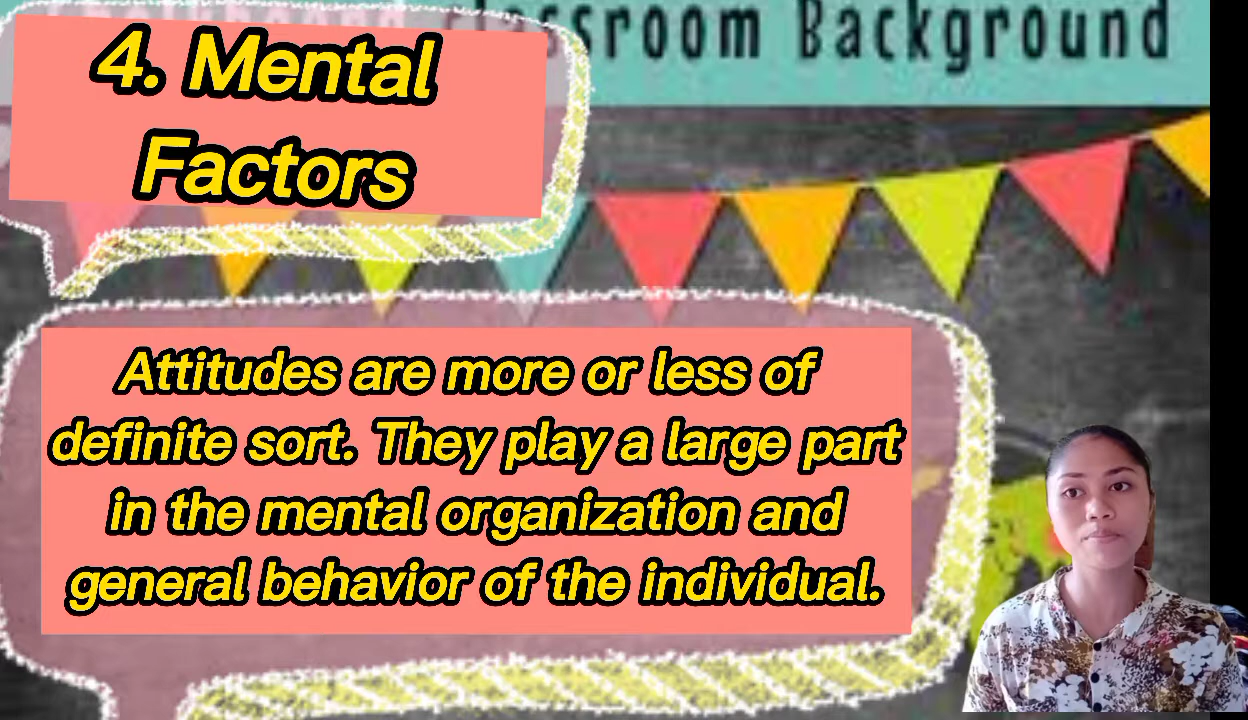 4. Mental
Factors
Classroom Background
Attitudes are more or less of
definite sort. They play a large part
in the mental organization and
general behavior of the individual.